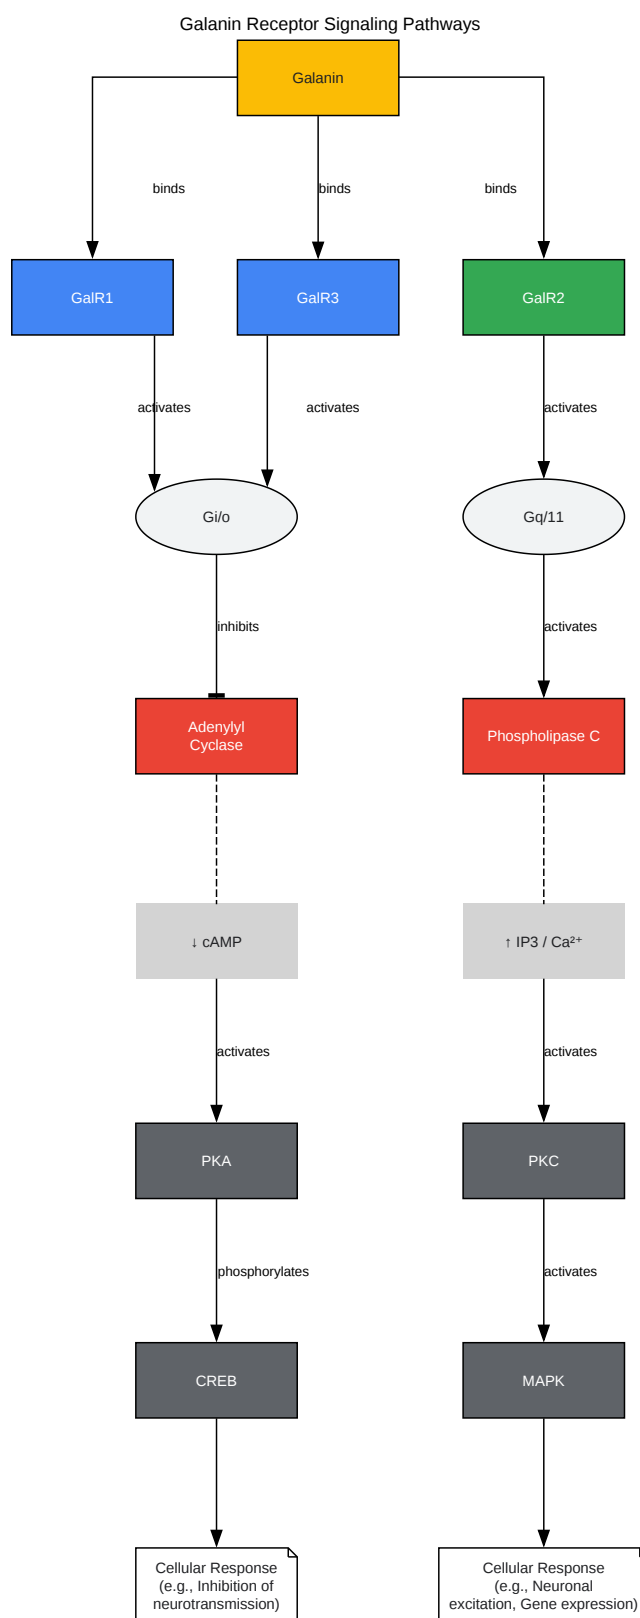 Galanin Receptor Signaling Pathways
Galanin
binds
binds
binds
GalR1
GalR3
GalR2
activates
activates
activates
Gi/o
Gq/11
inhibits
activates
Adenylyl
Cyclase
Phospholipase C
↓ cAMP
↑ IP3 / Ca²⁺
activates
activates
PKA
PKC
phosphorylates
activates
CREB
MAPK
Cellular Response
(e.g., Inhibition of
neurotransmission)
Cellular Response
(e.g., Neuronal
excitation, Gene expression)